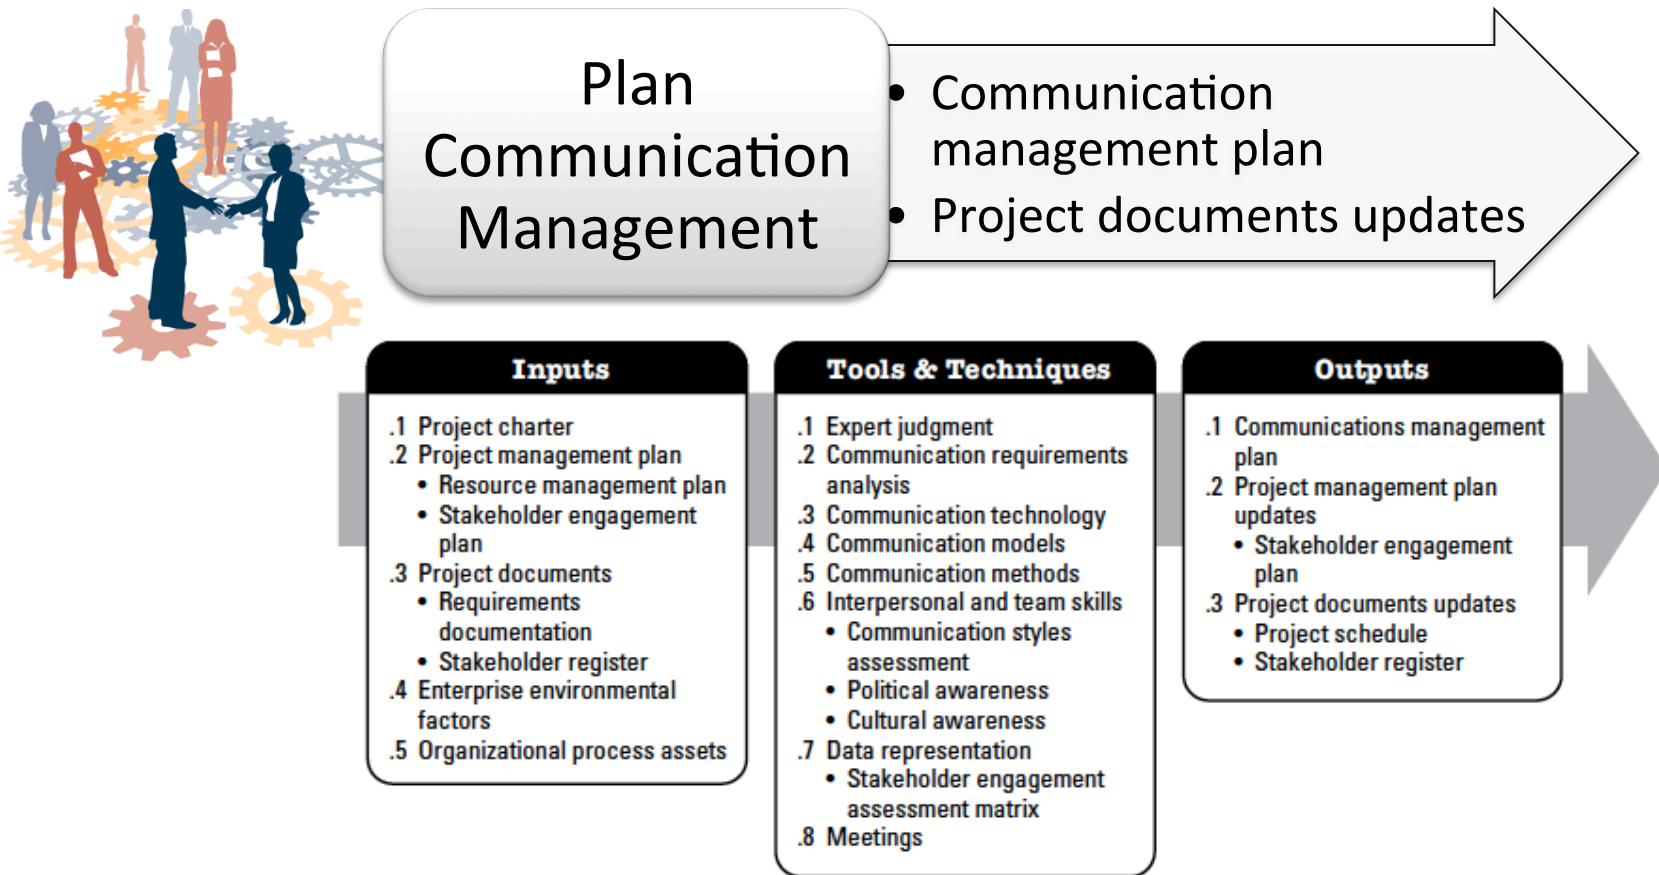 Plan
Communication
Management
• Communication
management plan
• Project documents updates
Inputs
.1 Project charter
.2 Project management plan
• Resource management plan
• Stakeholder engagement
plan
.3 Project documents
• Requirements
documentation
• Stakeholder register
.4 Enterprise environmental
factors
.5 Organizational process assets
Tools & Techniques
.1 Expert judgment
.2 Communication requirements
analysis
.3 Communication technology
.4 Communication models
.5 Communication methods
.6 Interpersonal and team skills
• Communication styles
assessment
• Political awareness
• Cultural awareness
.7 Data representation
• Stakeholder engagement
assessment matrix
.8 Meetings
Outputs
.1 Communications management
plan
.2 Project management plan
updates
• Stakeholder engagement
plan
.3 Project documents updates
• Project schedule
• Stakeholder register